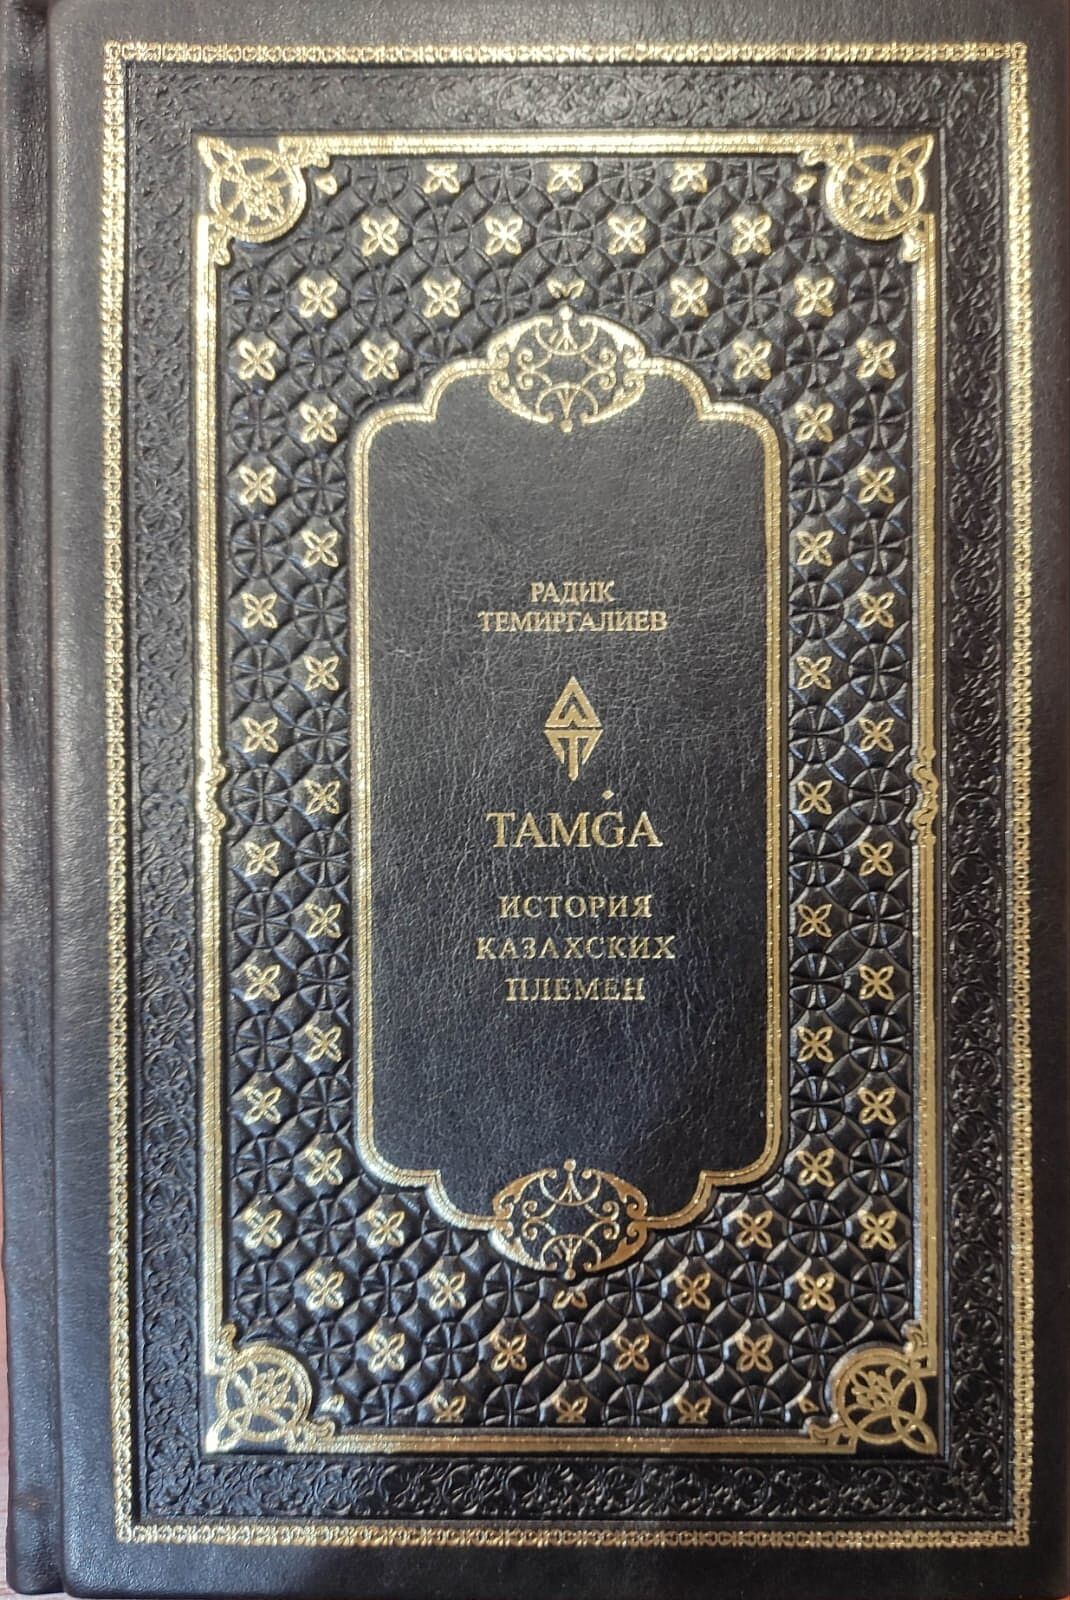 РАДИК
ТЕМИРГАЛИЕВ
TAMĠA
ИСТОРИЯ
КАЗАХСКИХ
ПЛЕМЕН